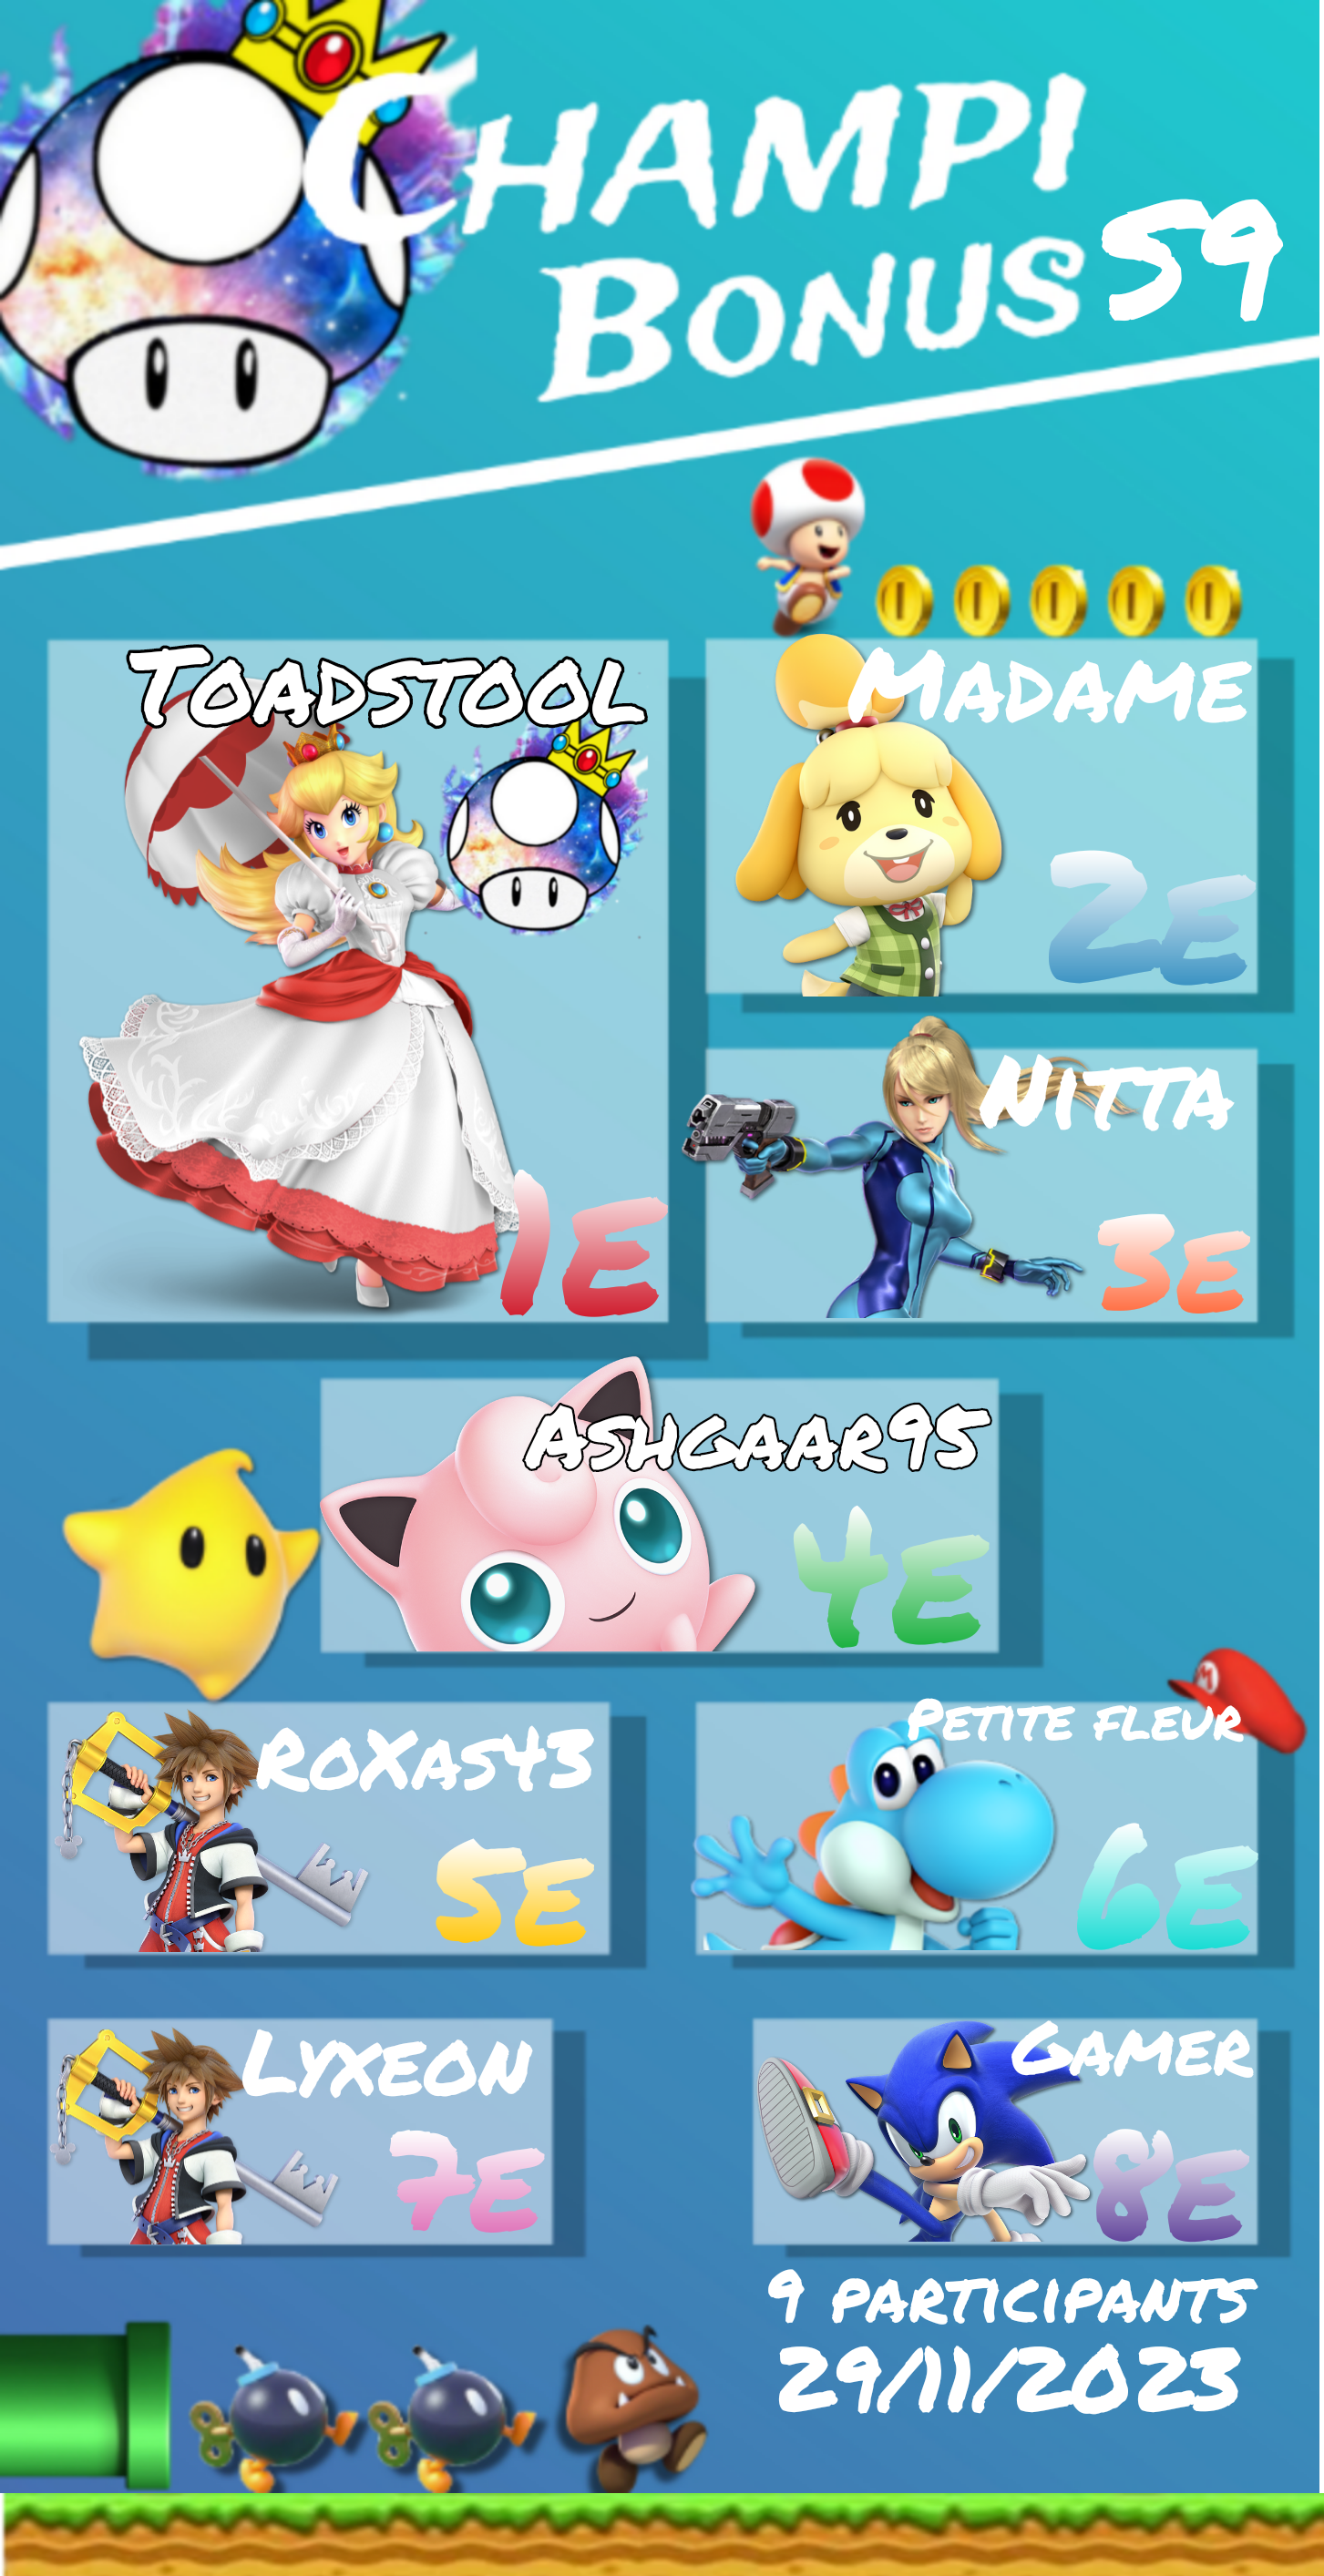 Champi
Bonus 59
Toadstool
1e
Madame
2e
Nitta
3e
Ashgaar95
4e
RoXas43
5e
Petite fleur
6e
Lyxeon
7e
Gamer
8e
9 participants
29/11/2023